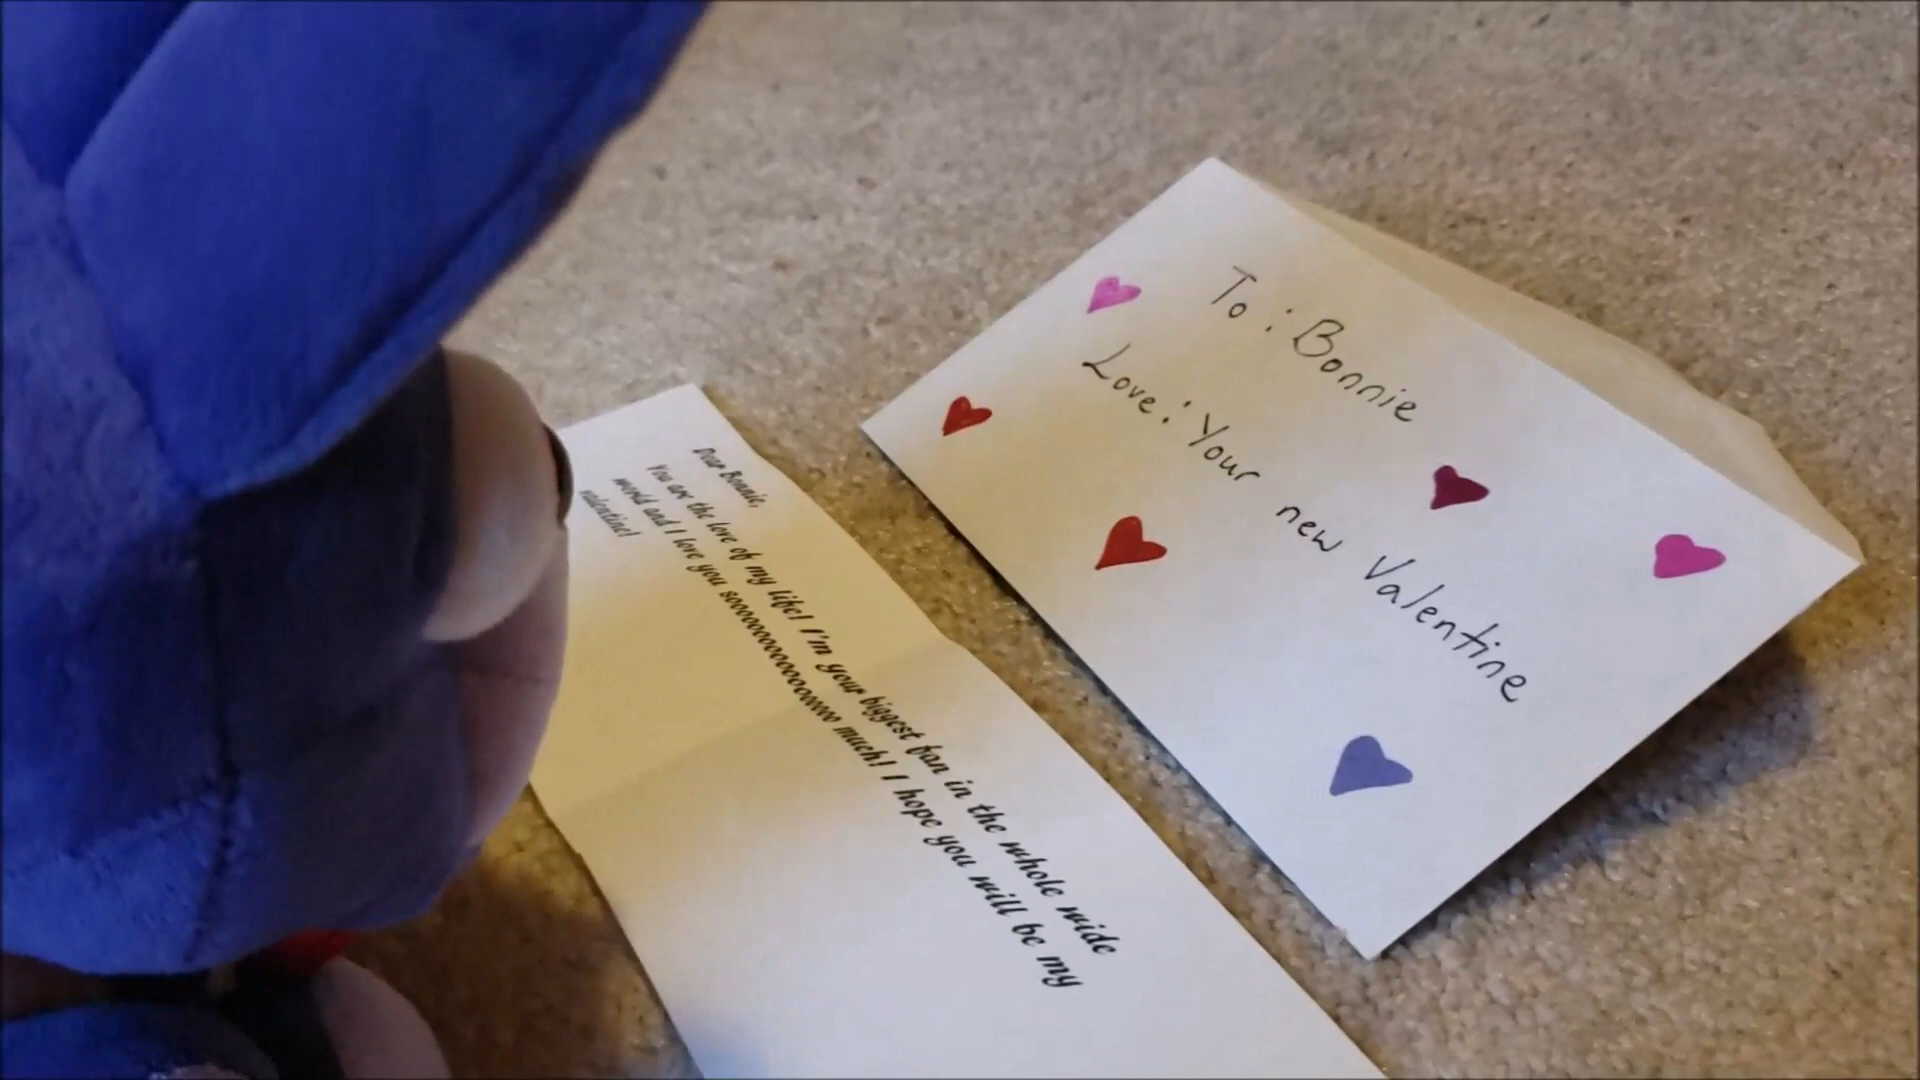 To: Bonnie
Love: Your new Valentine
Dear Bonnie,
You are the love of my life! I'm your biggest fan in the whole wide
world and I love you sooooooooooooooooo much! I hope you will be my
valentine!